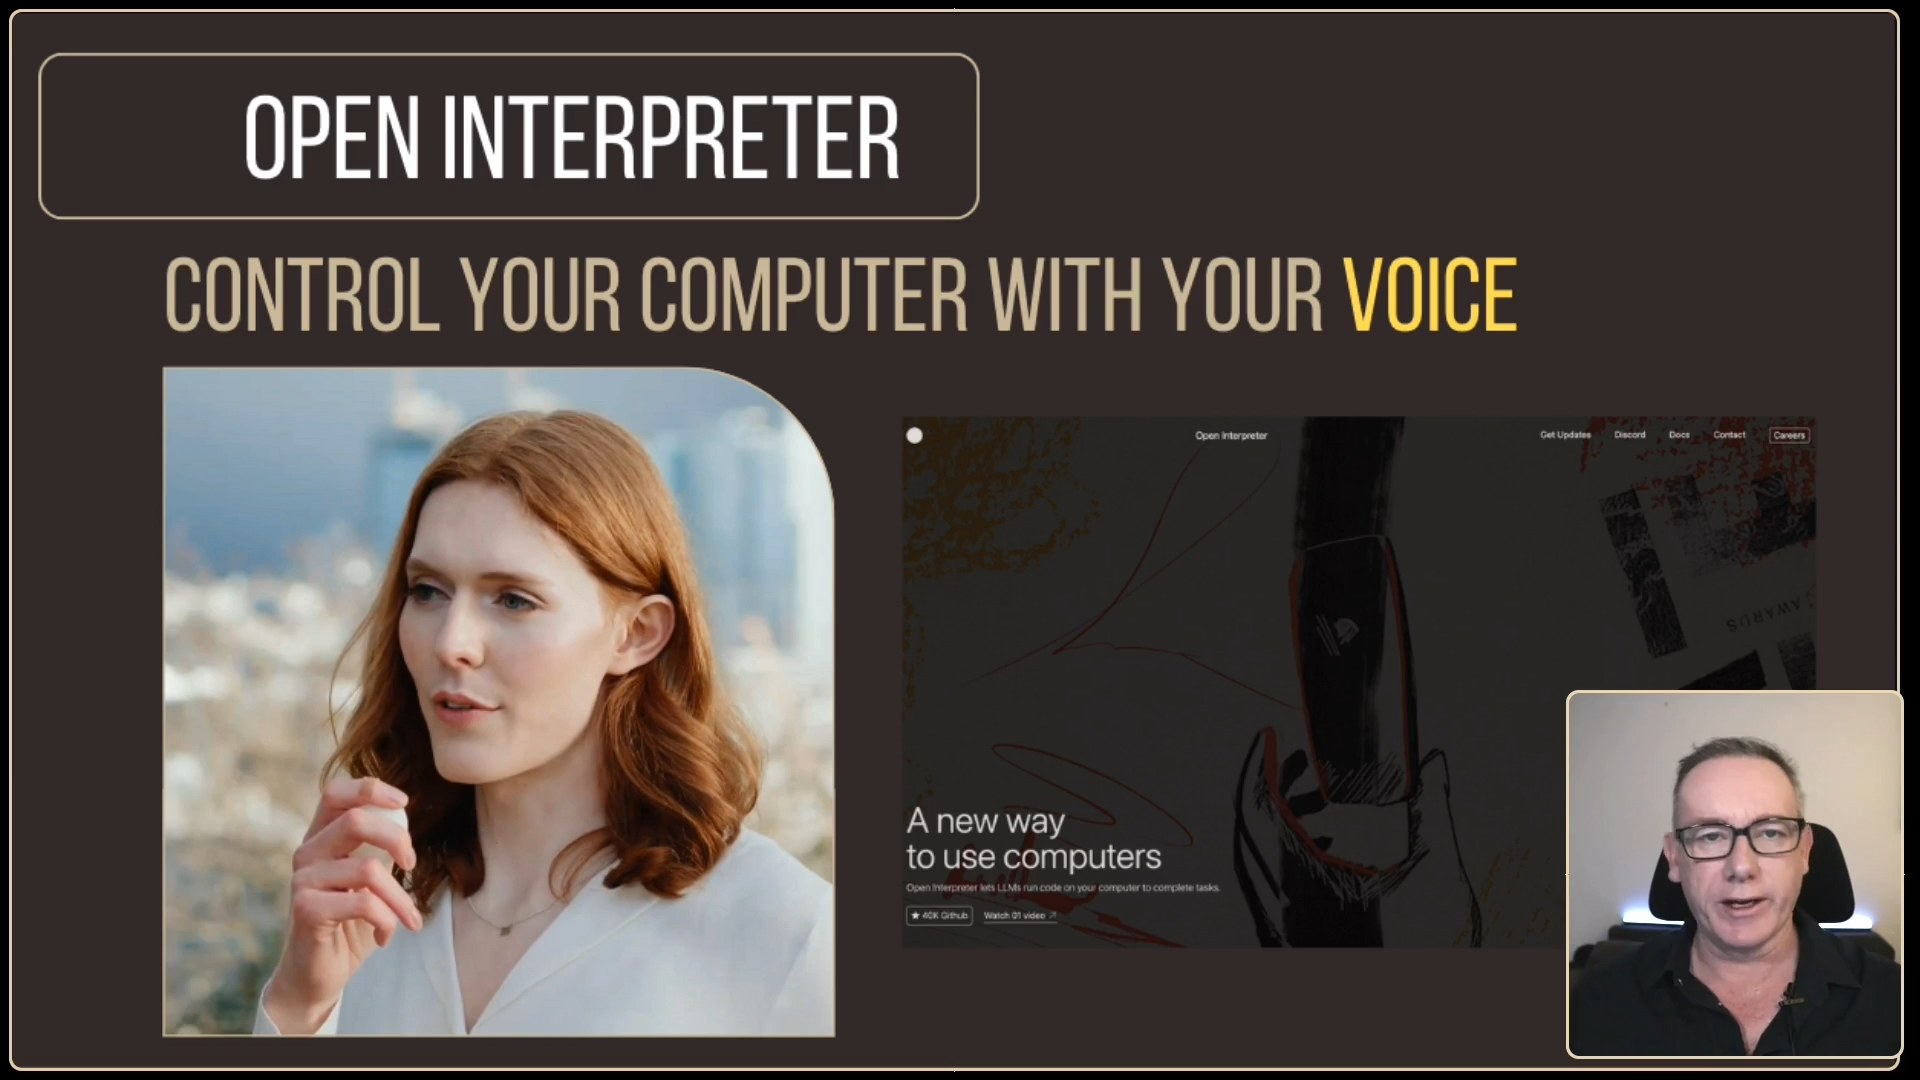 OPEN INTERPRETER
CONTROL YOUR COMPUTER WITH YOUR VOICE
Open Interpreter
Get Updates Discord Docs Contact Careers
AWARDS
A new way
to use computers
Open Interpreter lets LLMs run code on your computer to complete tasks.
★ 40K Github Watch 01 video ↗